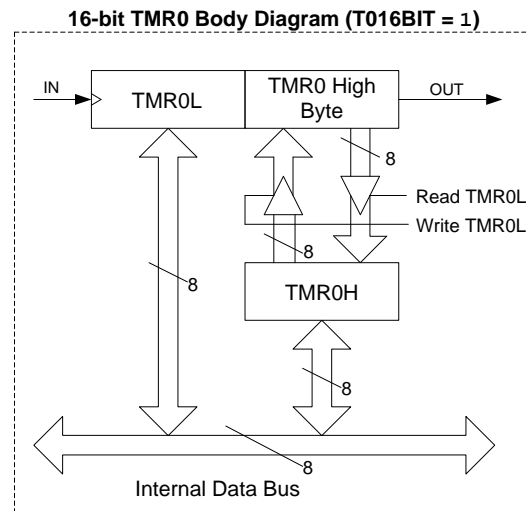 16-bit TMR0 Body Diagram (T016BIT = 1)
IN
TMR0L
TMR0 High
Byte
OUT
8
Read TMR0L
Write TMR0L
8
8
TMR0H
8
8
Internal Data Bus